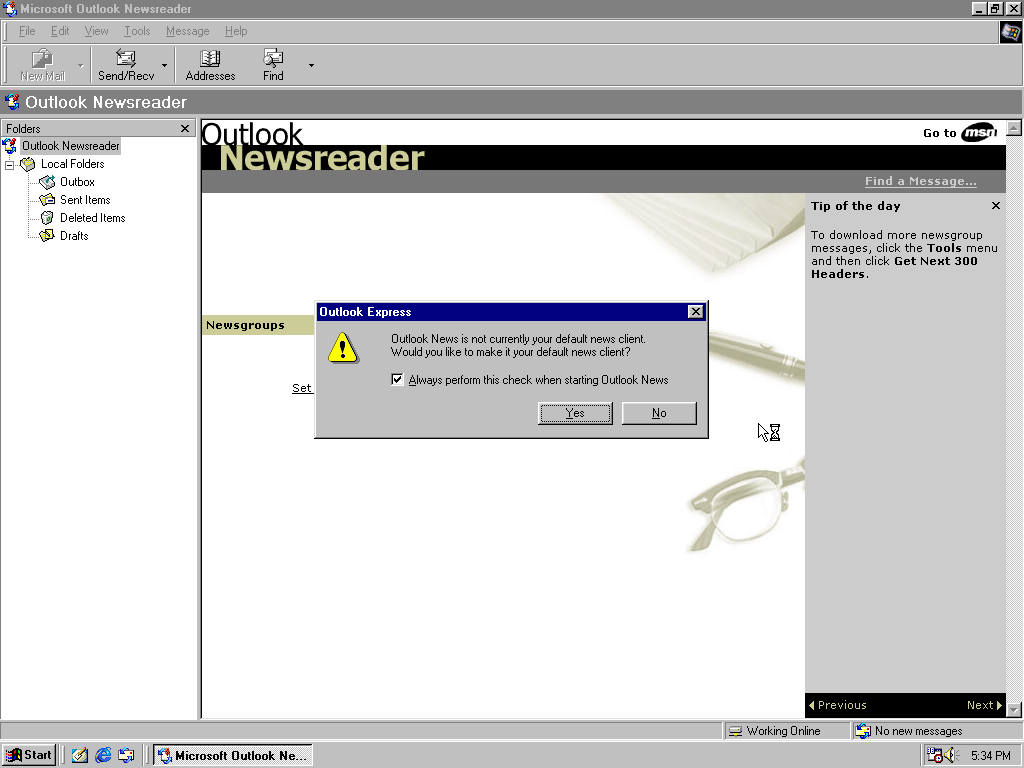 Microsoft Outlook Newsreader
File Edit View Tools Message Help
New Mail Send/Recv Addresses Find
Outlook Newsreader
Folders
Outlook Newsreader
Local Folders
Outbox
Sent Items
Deleted Items
Drafts
Outlook
Newsreader
Go to msn
Find a Message...
Tip of the day
To download more newsgroup
messages, click the Tools menu
and then click Get Next 300
Headers.
Newsgroups
Set
Outlook Express
Outlook News is not currently your default news client.
Would you like to make it your default news client?
Always perform this check when starting Outlook News
Yes No
Previous Next
Working Online No new messages
Start Microsoft Outlook Ne... 5:34 PM